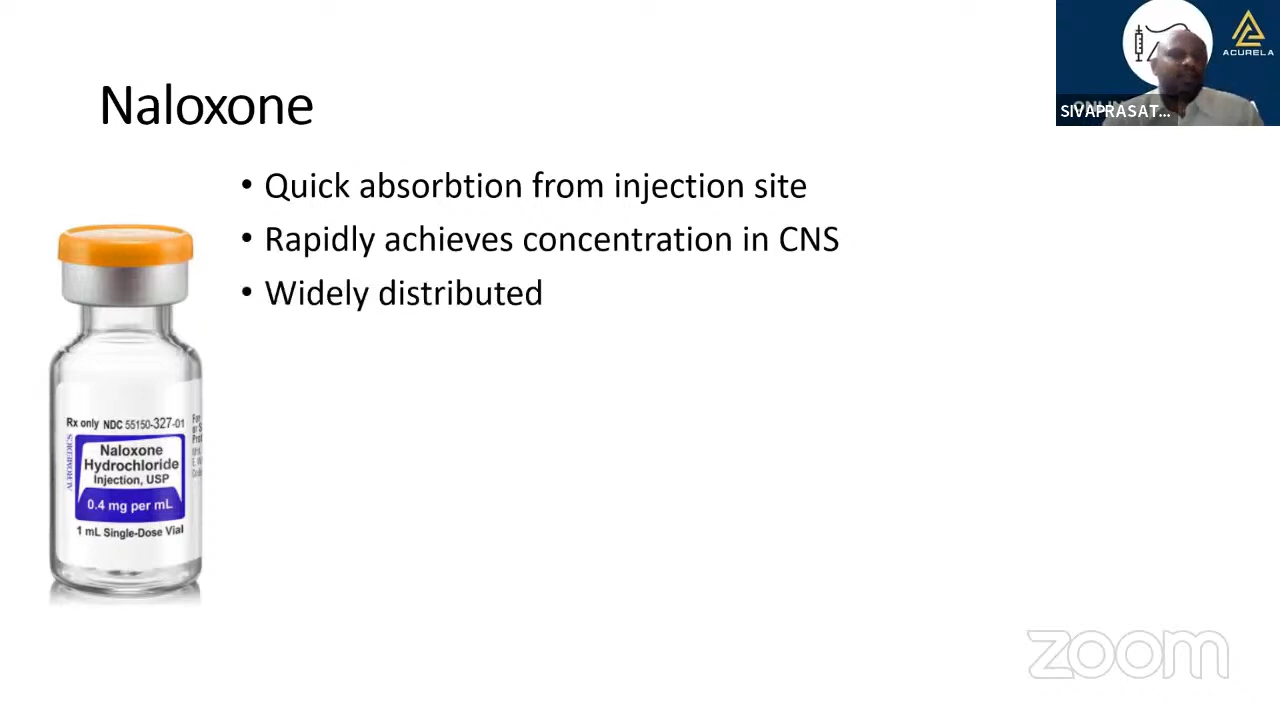 ACURELA
SIVAPRASAT...
Naloxone
• Quick absorbtion from injection site
• Rapidly achieves concentration in CNS
• Widely distributed
Rx only NDC 55150-327-01
AUROMEDICS
Naloxone
Hydrochloride
Injection, USP
0.4 mg per mL
1 mL Single-Dose Vial
zoom